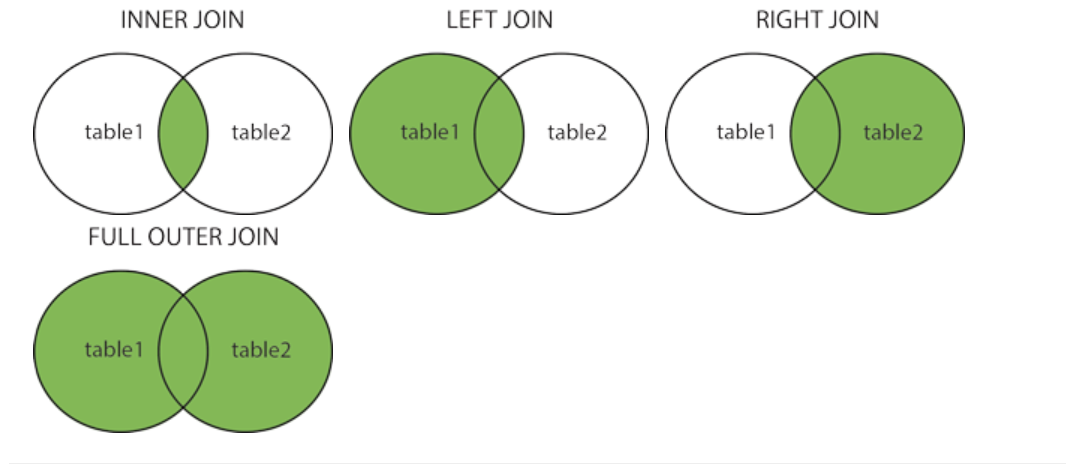 INNER JOIN
LEFT JOIN
RIGHT JOIN
table1
table2
table1
table2
table1
table2
FULL OUTER JOIN
table1
table2